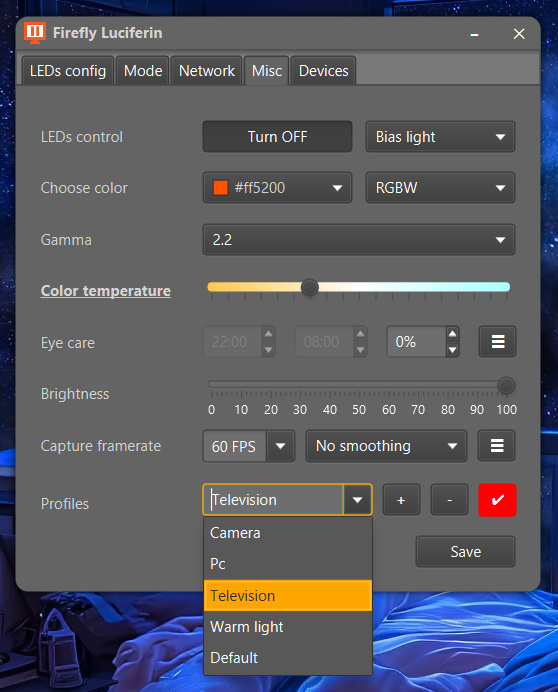 Firefly Luciferin
LEDs config Mode Network Misc Devices
LEDs control Turn OFF Bias light
Choose color #ff5200 RGBW
Gamma 2.2
Color temperature
Eye care 22:00 08:00 0%
Brightness
0 10 20 30 40 50 60 70 80 90 100
Capture framerate 60 FPS No smoothing
Profiles Television + -
Camera
Save
Pc
Television
Warm light
Default